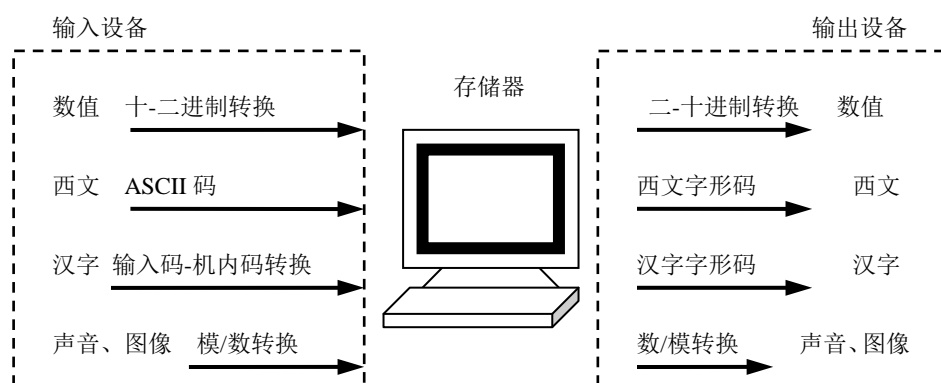 输入设备
输出设备
存储器
数值 十-二进制转换
二-十进制转换 数值
西文 ASCII 码
西文字形码 西文
汉字 输入码-机内码转换
汉字字形码 汉字
声音、图像 模/数转换
数/模转换 声音、图像